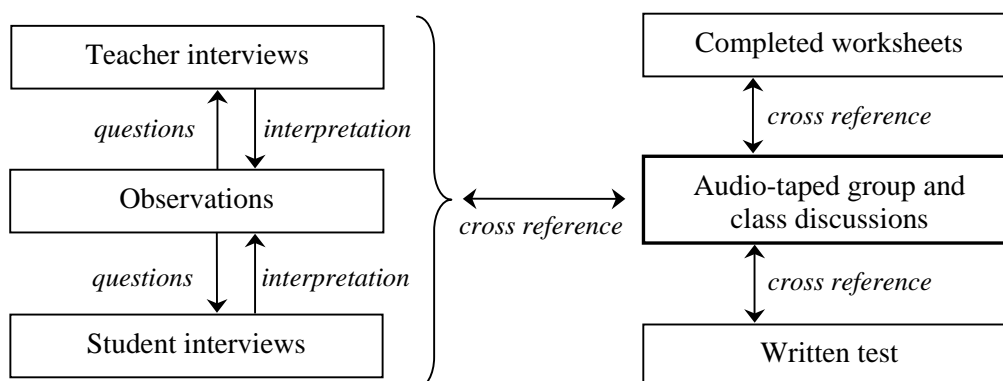 Teacher interviews
questions
interpretation
Observations
questions
interpretation
Student interviews
cross reference
Completed worksheets
cross reference
Audio-taped group and
class discussions
cross reference
Written test